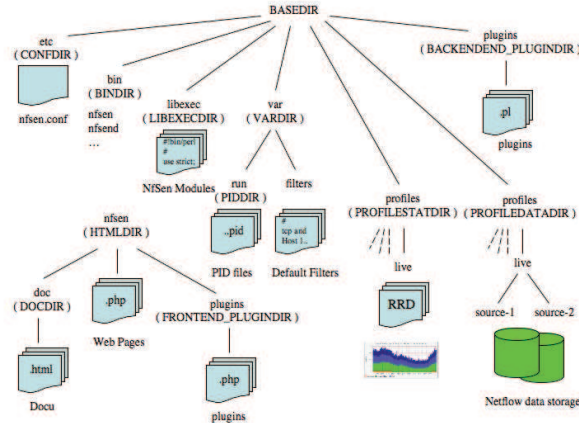 BASEDIR
etc
( CONFDIR )
nfsen.conf
bin
( BINDIR )
nfsen
nfsend
...
libexec
( LIBEXECDIR )
#!bin/perl
#
use strict;
NfSen Modules
var
( VARDIR )
run
( PIDDIR )
..pid
PID files
filters
#
tcp and
Host 1..
Default Filters
plugins
( BACKENDEND_PLUGINDIR )
.pl
plugins
profiles
( PROFILESTATDIR )
live
RRD
profiles
( PROFILEDATADIR )
live
source-1
source-2
Netflow data storage
nfsen
( HTMLDIR )
doc
( DOCDIR )
.html
Docu
.php
Web Pages
plugins
( FRONTEND_PLUGINDIR )
.php
plugins